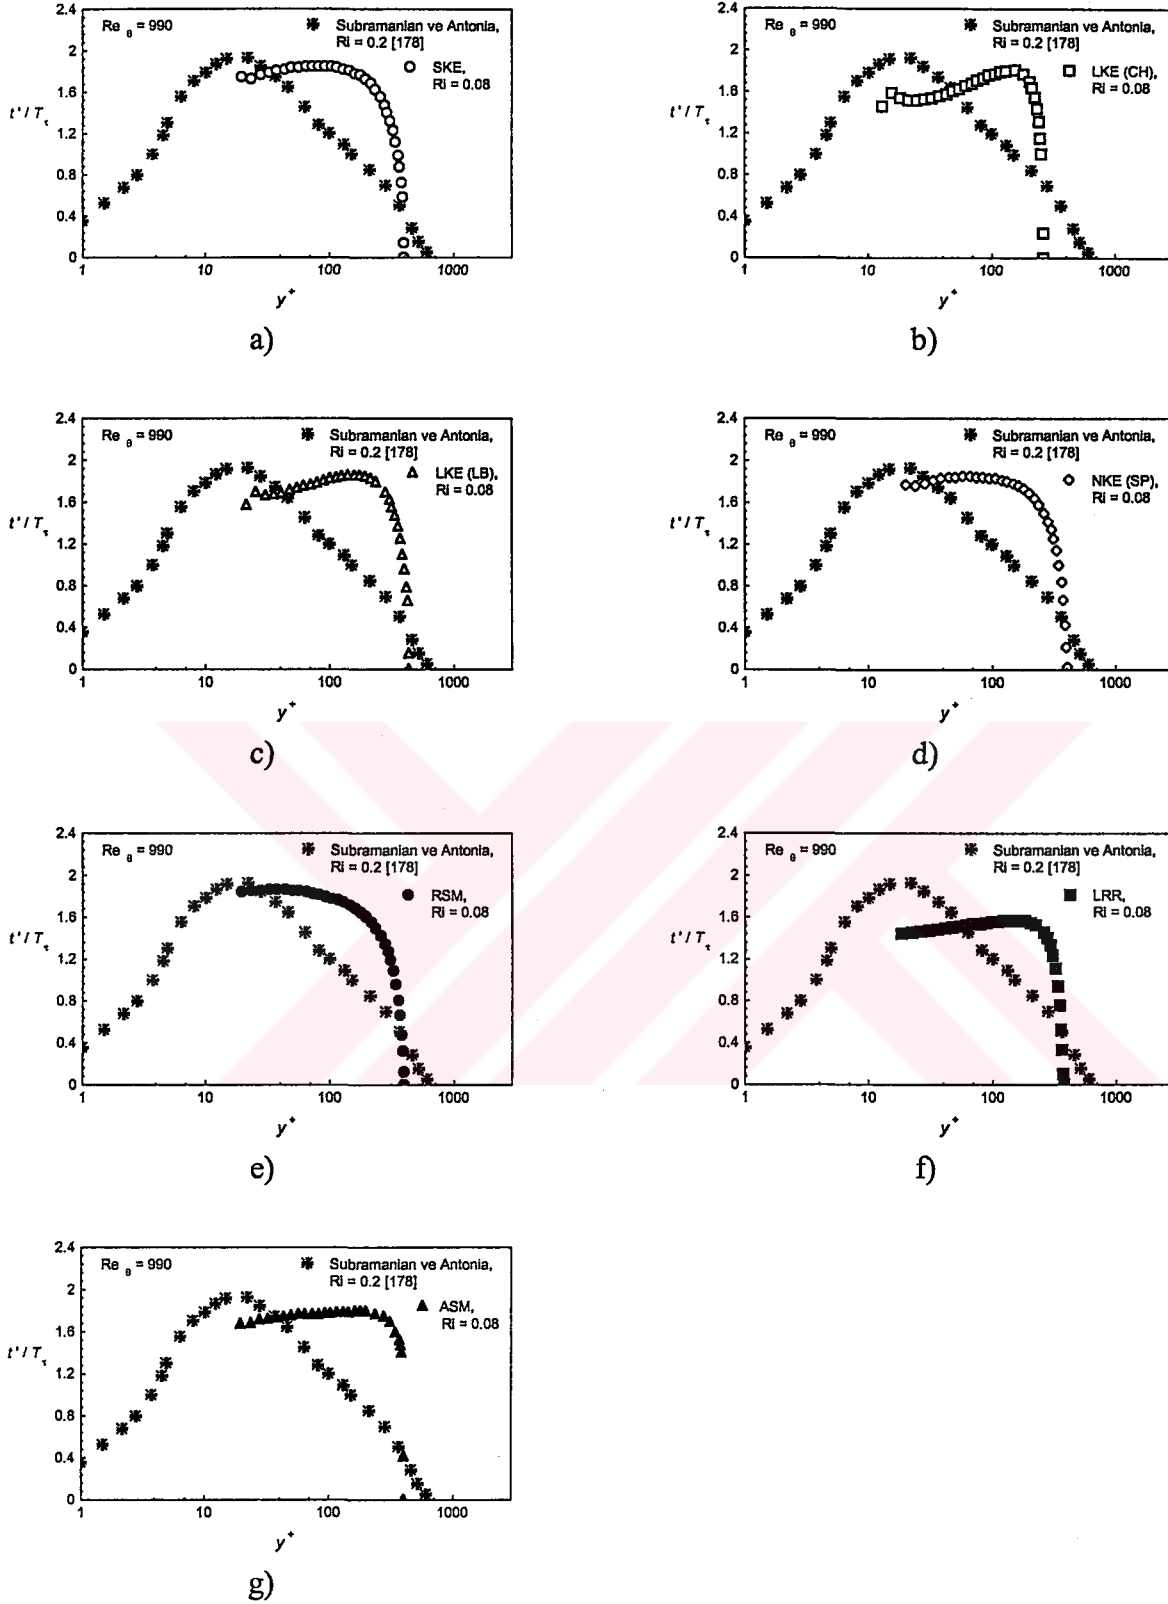 Re θ = 990
Subramanian ve Antonia,
Ri = 0.2 [178]
SKE,
Ri = 0.08
2.4
2
1.6
1.2
0.8
0.4
0
t' / T τ
1 10 100 1000
y +
a)
Re θ = 990
Subramanian ve Antonia,
Ri = 0.2 [178]
LKE (CH),
Ri = 0.08
2.4
2
1.6
1.2
0.8
0.4
0
t' / T τ
1 10 100 1000
y +
b)
Re θ = 990
Subramanian ve Antonia,
Ri = 0.2 [178]
LKE (LB),
Ri = 0.08
2.4
2
1.6
1.2
0.8
0.4
0
t' / T τ
1 10 100 1000
y +
c)
Re θ = 990
Subramanian ve Antonia,
Ri = 0.2 [178]
NKE (SP),
Ri = 0.08
2.4
2
1.6
1.2
0.8
0.4
0
t' / T τ
1 10 100 1000
y +
d)
Re θ = 990
Subramanian ve Antonia,
Ri = 0.2 [178]
RSM,
Ri = 0.08
2.4
2
1.6
1.2
0.8
0.4
0
t' / T τ
1 10 100 1000
y +
e)
Re θ = 990
Subramanian ve Antonia,
Ri = 0.2 [178]
LRR,
Ri = 0.08
2.4
2
1.6
1.2
0.8
0.4
0
t' / T τ
1 10 100 1000
y +
f)
Re θ = 990
Subramanian ve Antonia,
Ri = 0.2 [178]
ASM,
Ri = 0.08
2.4
2
1.6
1.2
0.8
0.4
0
t' / T τ
1 10 100 1000
y +
g)